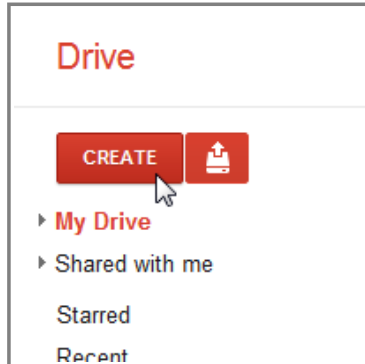 Drive
CREATE
My Drive
Shared with me
Starred
Recent